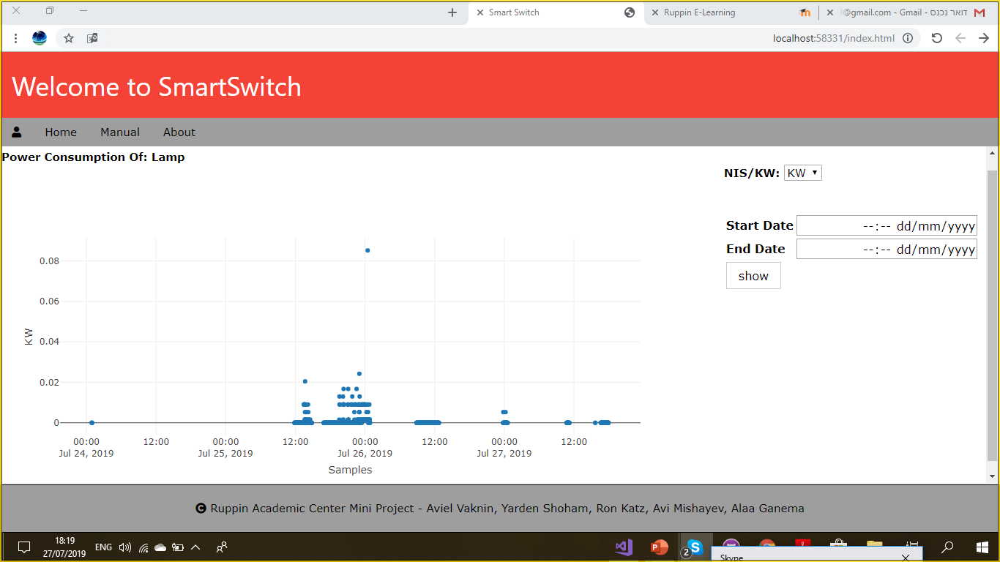 Smart Switch
Ruppin E-Learning
דואר נכנס - Gmail - @gmail.com
localhost:58331/index.html
Welcome to SmartSwitch
Home Manual About
Power Consumption Of: Lamp
NIS/KW: KW
Start Date --:-- dd/mm/yyyy
End Date --:-- dd/mm/yyyy
show
0.08
0.06
KW
0.04
0.02
0
00:00 12:00 00:00 12:00 00:00 12:00 00:00 12:00
Jul 24, 2019 Jul 25, 2019 Jul 26, 2019 Jul 27, 2019
Samples
Ruppin Academic Center Mini Project - Aviel Vaknin, Yarden Shoham, Ron Katz, Avi Mishayev, Alaa Ganema
18:19
27/07/2019
ENG
2
Skype